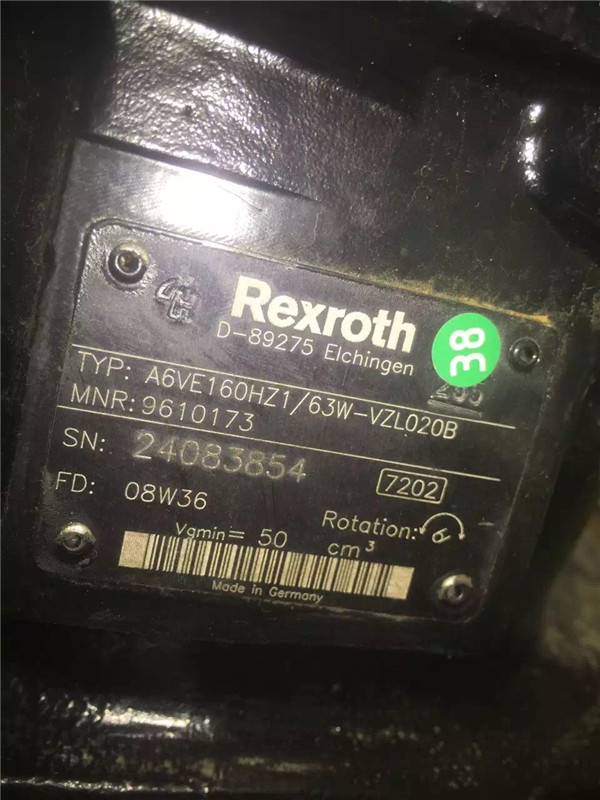 Rexroth
D-89275 Elchingen
38
TYP: A6VE160HZ1/63W-VZL020B
MNR: 9610173
SN: 24083854
7202
FD: 08W36
Rotation:
Vgmin= 50 cm³
Made in Germany